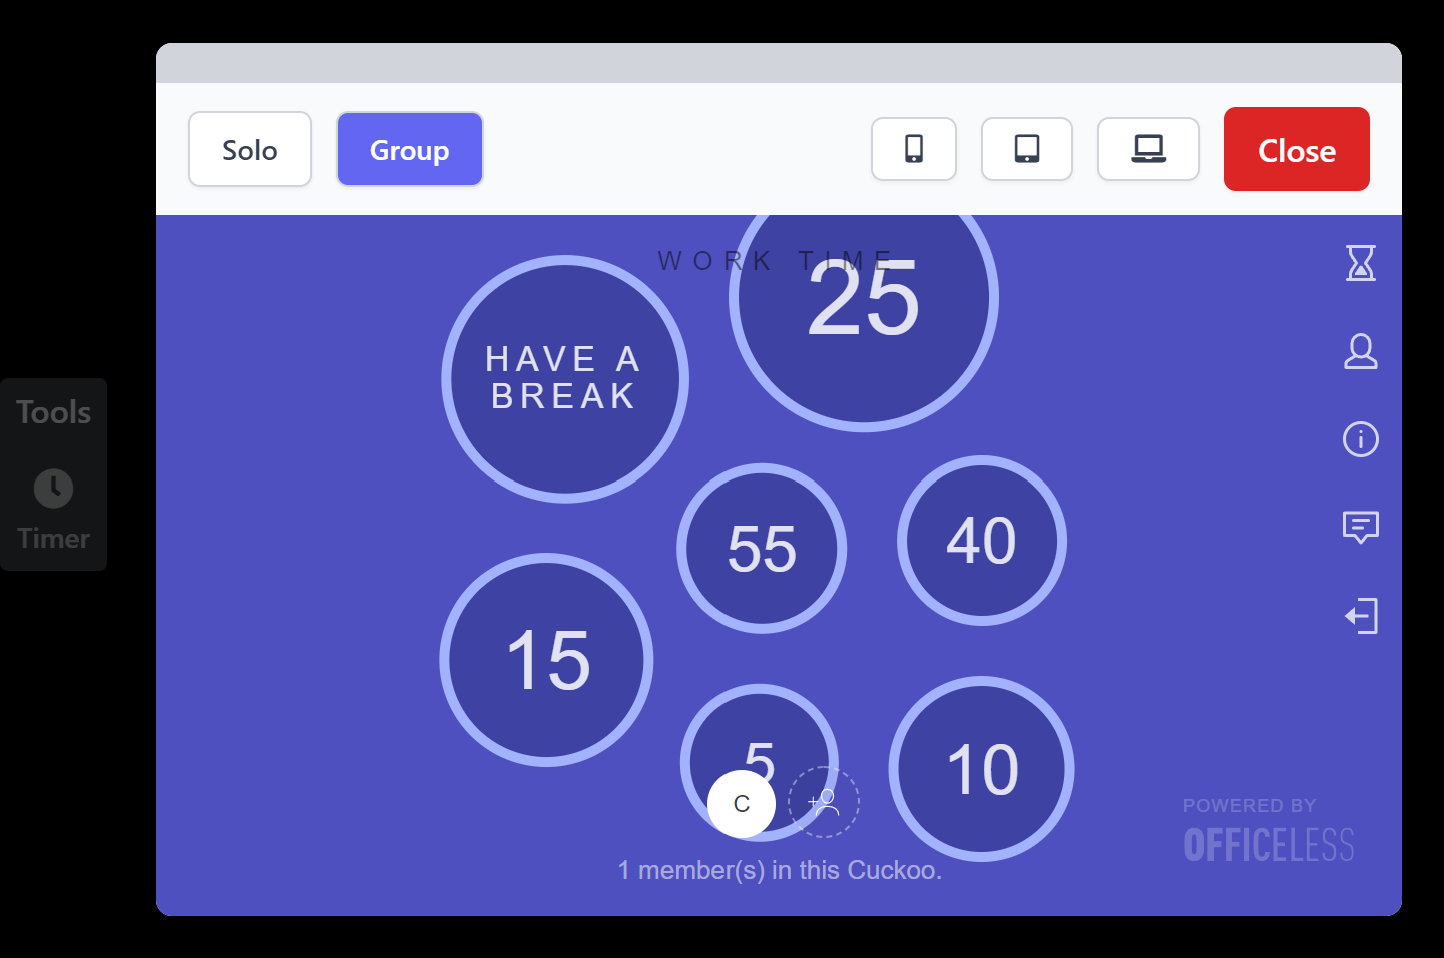 Solo
Group
Close
WORK TIME
25
HAVE A
BREAK
55
40
Tools
Timer
15
5
10
C
POWERED BY
OFFICELESS
1 member(s) in this Cuckoo.